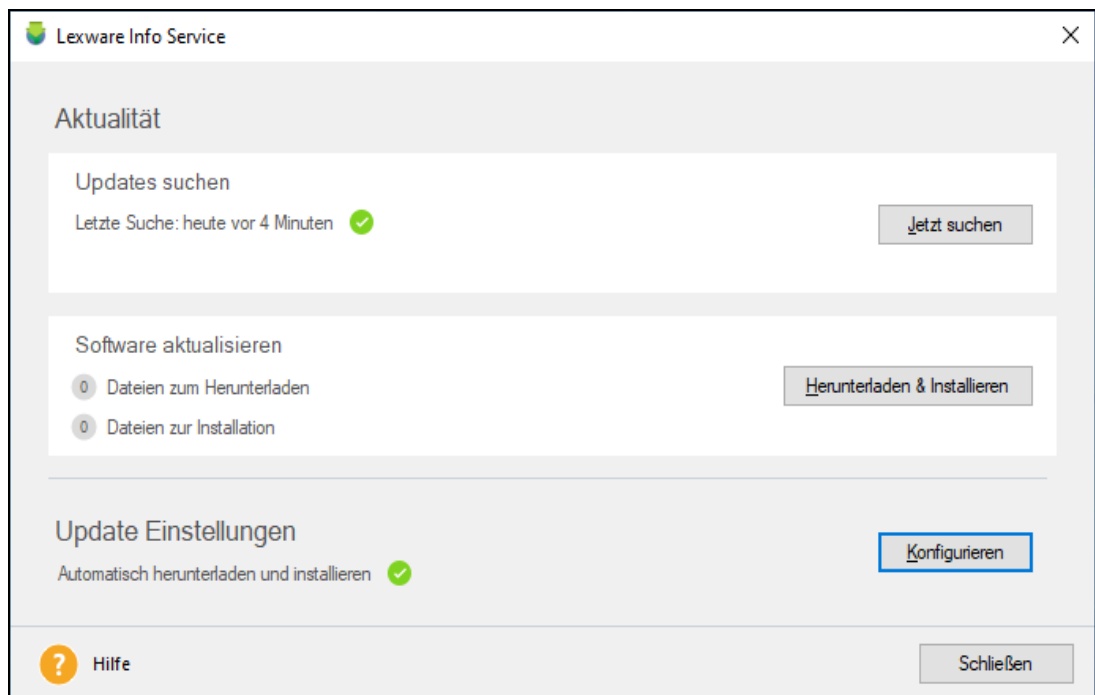 Lexware Info Service
Aktualität
Updates suchen
Letzte Suche: heute vor 4 Minuten
Jetzt suchen
Software aktualisieren
0 Dateien zum Herunterladen
Herunterladen & Installieren
0 Dateien zur Installation
Update Einstellungen
Konfigurieren
Automatisch herunterladen und installieren
? Hilfe
Schließen